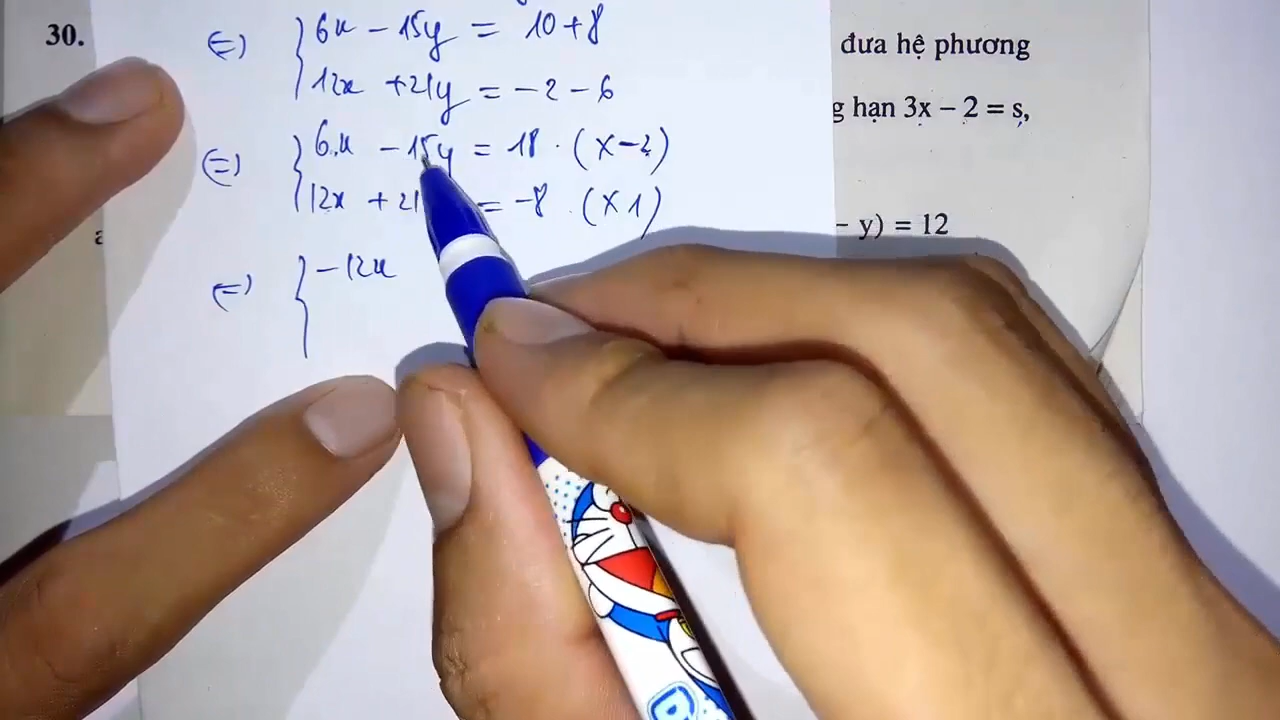 30.
⇔ { 6x − 15y = 10 + 8
12x + 21y = −2 − 6
⇔ { 6x − 15y = 18 . (x−2)
12x + 21 = −8 . (x 1)
⇔ { −12x
đưa hệ phương
g hạn 3x − 2 = s,
− y) = 12